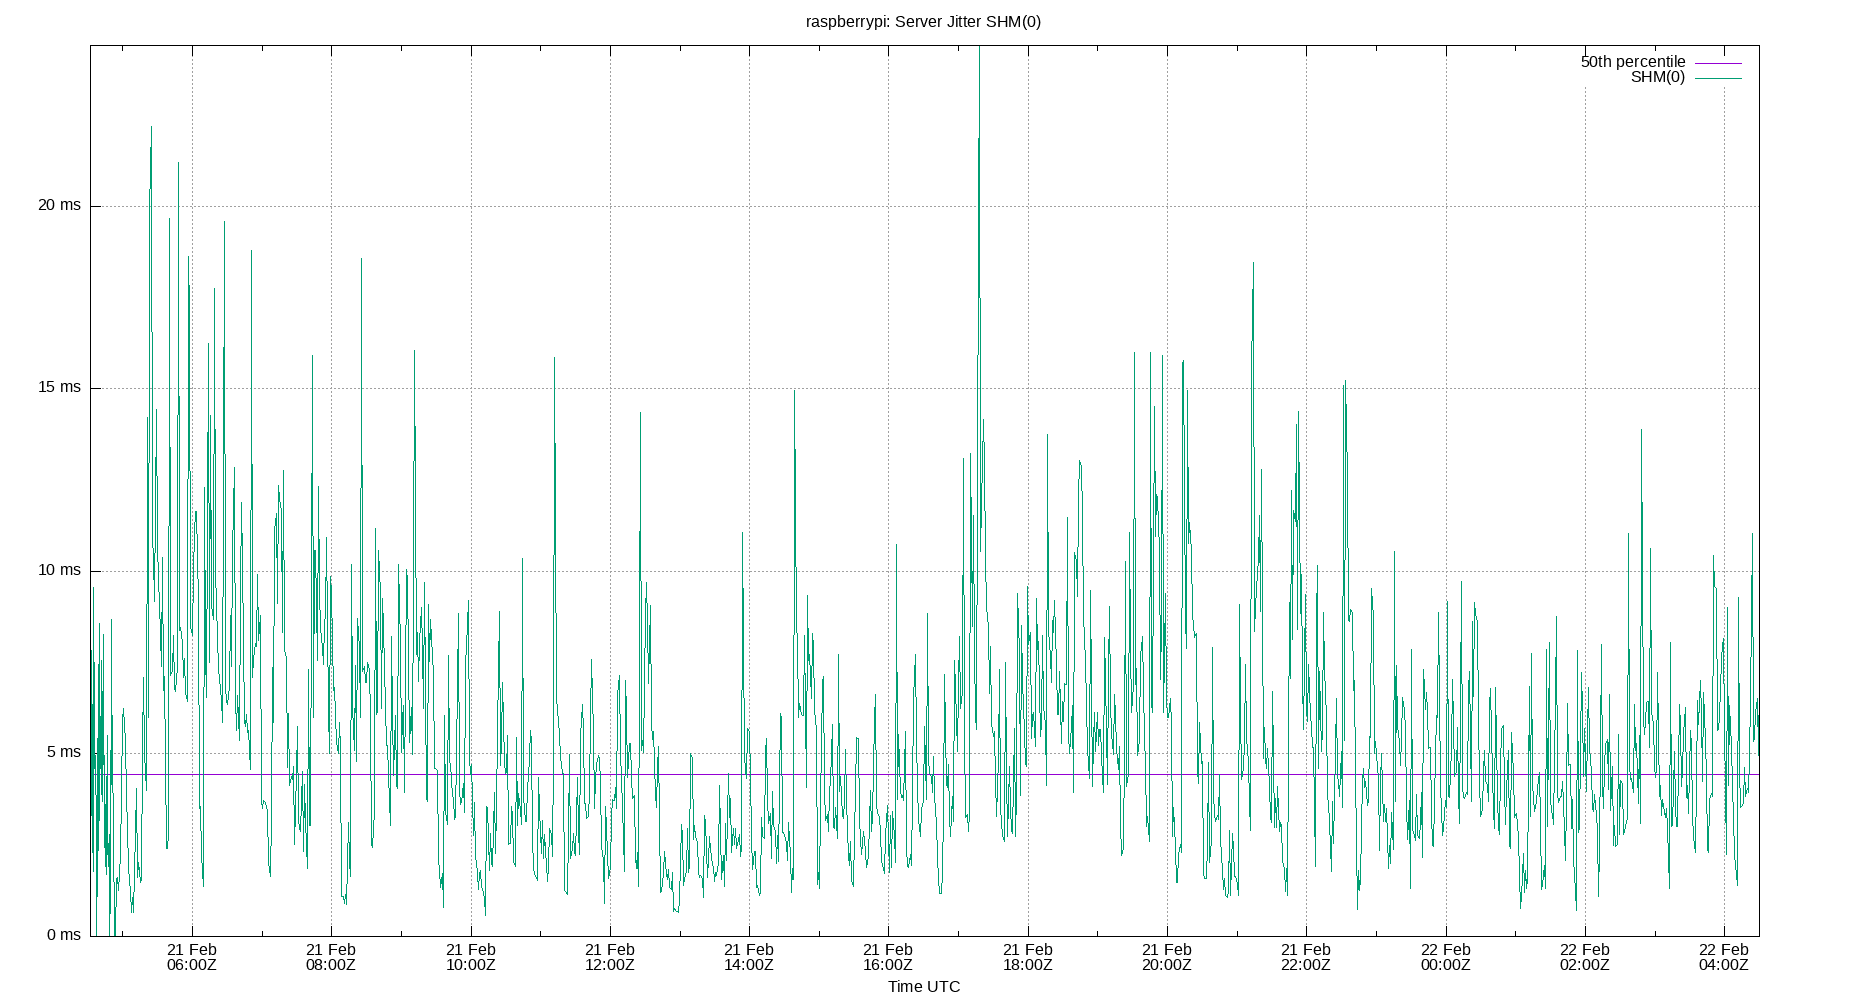 raspberrypi: Server Jitter SHM(0)
50th percentile
SHM(0)
20 ms
15 ms
10 ms
5 ms
0 ms
21 Feb 21 Feb 21 Feb 21 Feb 21 Feb 21 Feb 21 Feb 21 Feb 21 Feb 22 Feb 22 Feb 22 Feb
06:00Z 08:00Z 10:00Z 12:00Z 14:00Z 16:00Z 18:00Z 20:00Z 22:00Z 00:00Z 02:00Z 04:00Z
Time UTC